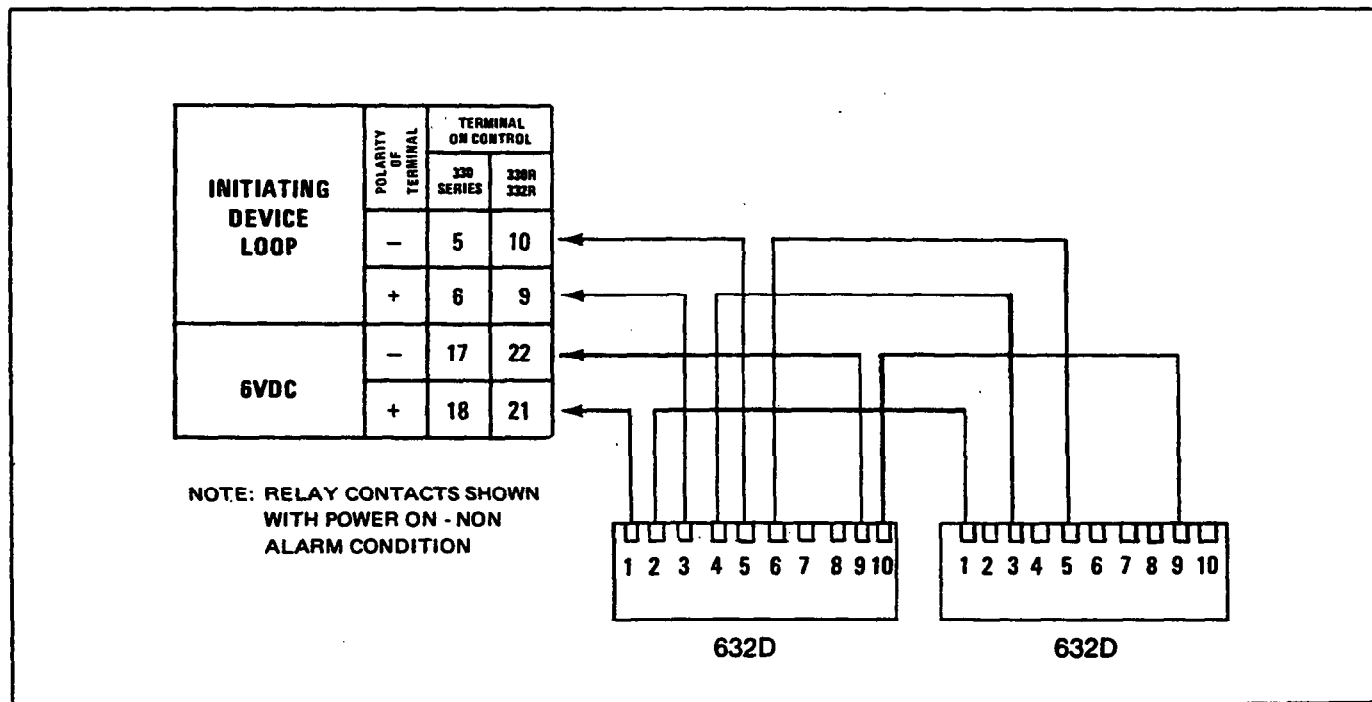 INITIATING
DEVICE
LOOP
POLARITY
OF
TERMINAL
TERMINAL
ON CONTROL
330
SERIES
330R
332R
— 5 10
+ 6 9
6VDC
— 17 22
+ 18 21
NOTE: RELAY CONTACTS SHOWN
WITH POWER ON - NON
ALARM CONDITION
1 2 3 4 5 6 7 8 9 10
632D
1 2 3 4 5 6 7 8 9 10
632D